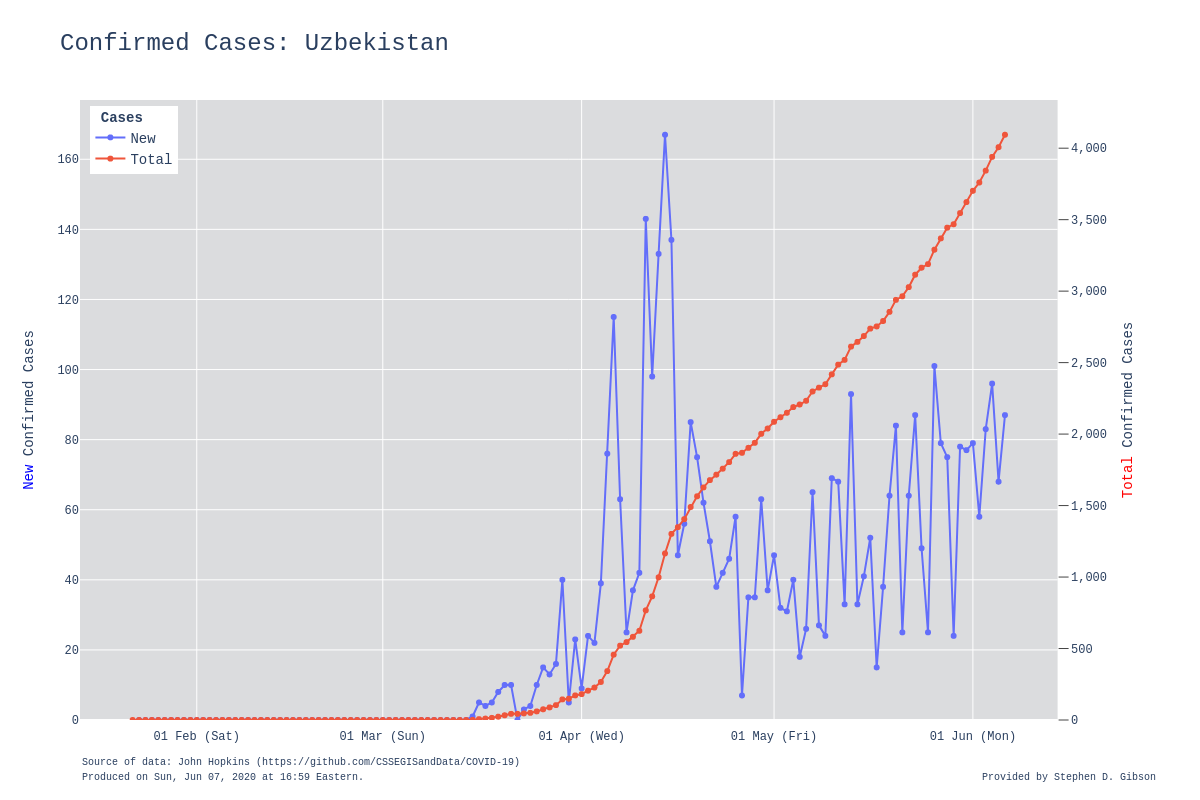 Confirmed Cases: Uzbekistan
Cases
New
Total
160
140
120
100
80
60
40
20
0
4,000
3,500
3,000
2,500
2,000
1,500
1,000
500
0
New Confirmed Cases
Total Confirmed Cases
01 Feb (Sat)
01 Mar (Sun)
01 Apr (Wed)
01 May (Fri)
01 Jun (Mon)
Source of data: John Hopkins (https://github.com/CSSEGISandData/COVID-19)
Produced on Sun, Jun 07, 2020 at 16:59 Eastern.
Provided by Stephen D. Gibson